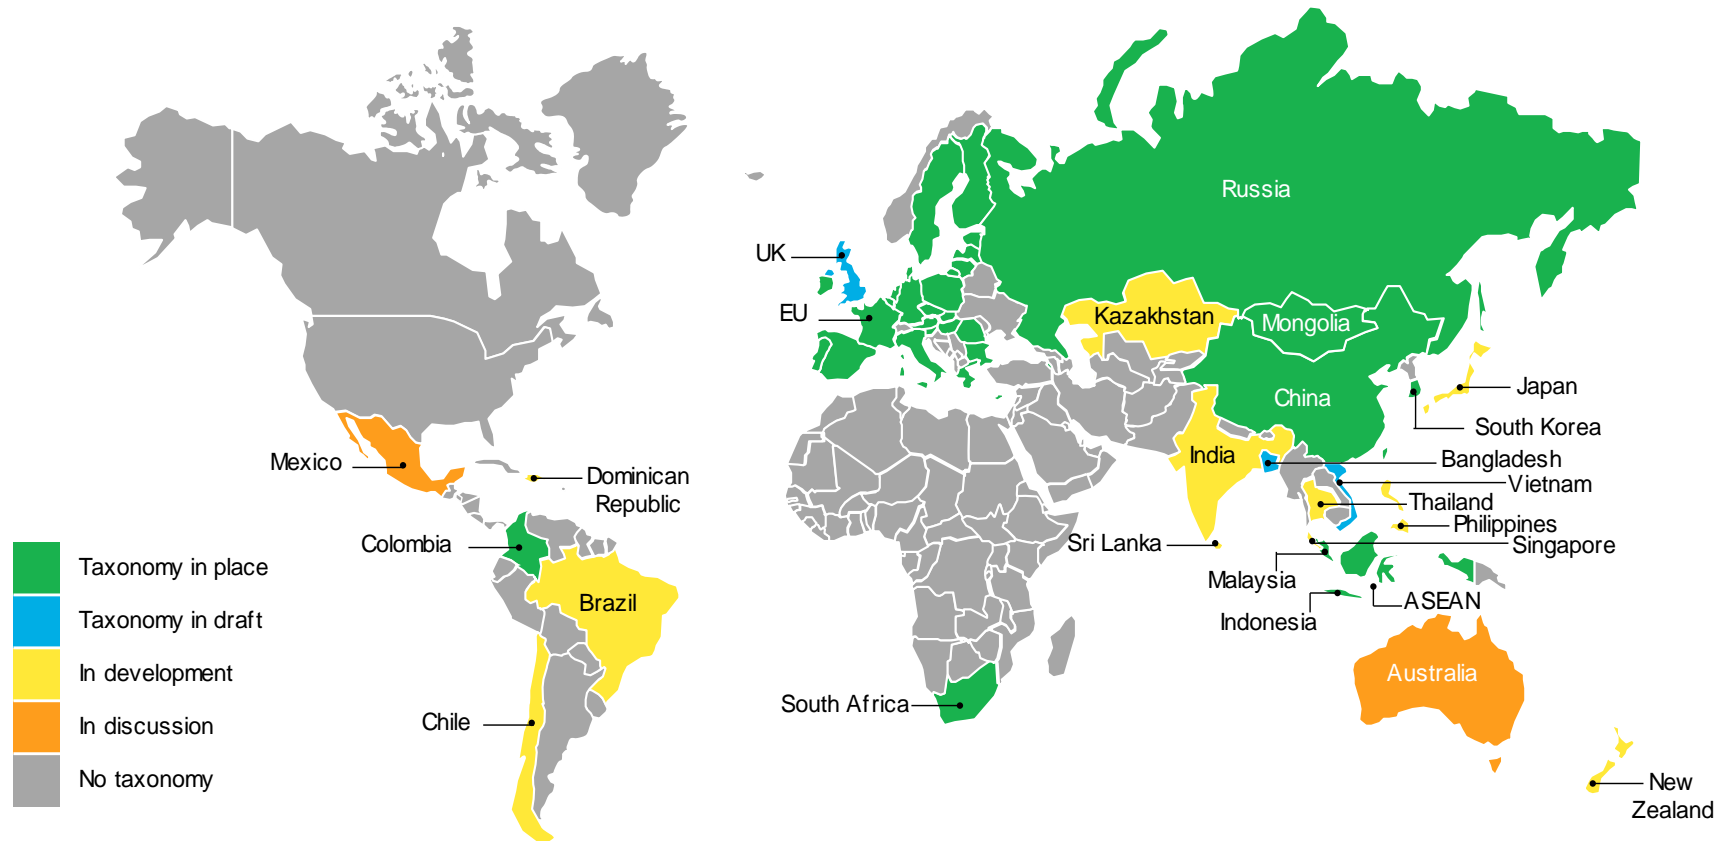 Russia
UK
EU
Kazakhstan
Mongolia
Japan
China
South Korea
Mexico
India
Bangladesh
Dominican
Republic
Vietnam
Thailand
Philippines
Colombia
Sri Lanka
Singapore
Malaysia
Brazil
ASEAN
Indonesia
Australia
South Africa
Chile
New
Zealand
Taxonomy in place
Taxonomy in draft
In development
In discussion
No taxonomy